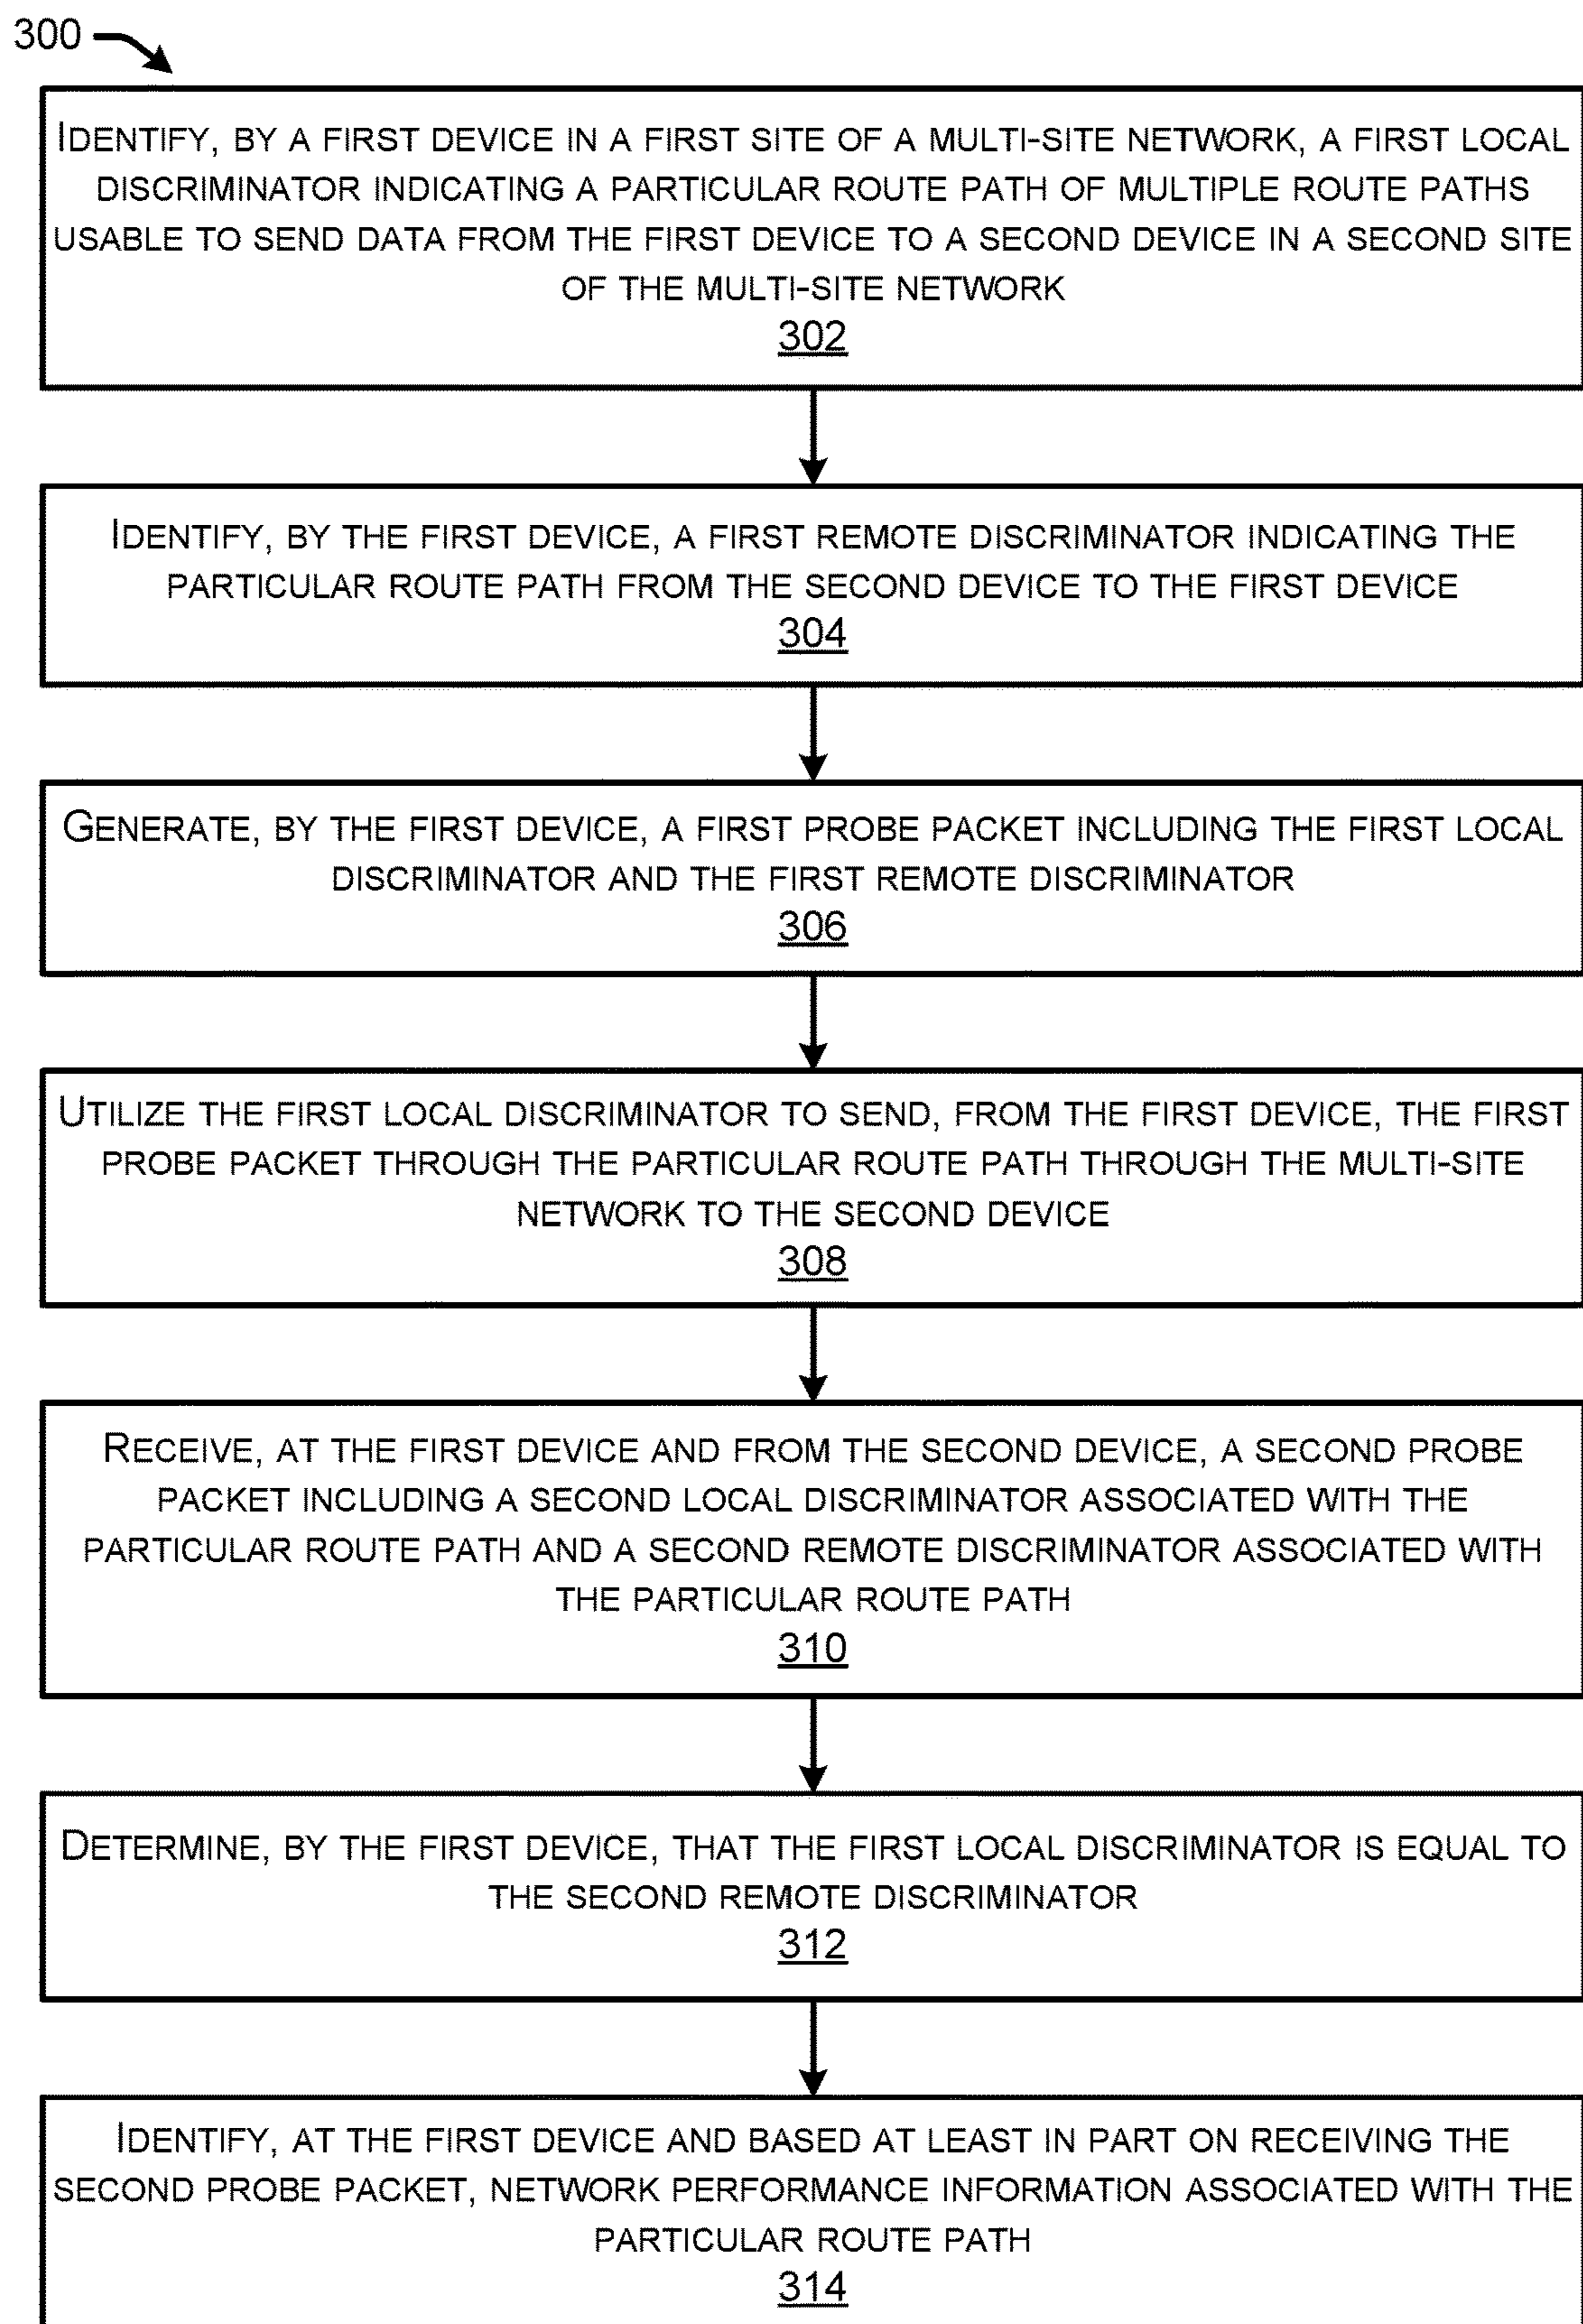 300
IDENTIFY, BY A FIRST DEVICE IN A FIRST SITE OF A MULTI-SITE NETWORK, A FIRST LOCAL
DISCRIMINATOR INDICATING A PARTICULAR ROUTE PATH OF MULTIPLE ROUTE PATHS
USABLE TO SEND DATA FROM THE FIRST DEVICE TO A SECOND DEVICE IN A SECOND SITE
OF THE MULTI-SITE NETWORK
302
IDENTIFY, BY THE FIRST DEVICE, A FIRST REMOTE DISCRIMINATOR INDICATING THE
PARTICULAR ROUTE PATH FROM THE SECOND DEVICE TO THE FIRST DEVICE
304
GENERATE, BY THE FIRST DEVICE, A FIRST PROBE PACKET INCLUDING THE FIRST LOCAL
DISCRIMINATOR AND THE FIRST REMOTE DISCRIMINATOR
306
UTILIZE THE FIRST LOCAL DISCRIMINATOR TO SEND, FROM THE FIRST DEVICE, THE FIRST
PROBE PACKET THROUGH THE PARTICULAR ROUTE PATH THROUGH THE MULTI-SITE
NETWORK TO THE SECOND DEVICE
308
RECEIVE, AT THE FIRST DEVICE AND FROM THE SECOND DEVICE, A SECOND PROBE
PACKET INCLUDING A SECOND LOCAL DISCRIMINATOR ASSOCIATED WITH THE
PARTICULAR ROUTE PATH AND A SECOND REMOTE DISCRIMINATOR ASSOCIATED WITH
THE PARTICULAR ROUTE PATH
310
DETERMINE, BY THE FIRST DEVICE, THAT THE FIRST LOCAL DISCRIMINATOR IS EQUAL TO
THE SECOND REMOTE DISCRIMINATOR
312
IDENTIFY, AT THE FIRST DEVICE AND BASED AT LEAST IN PART ON RECEIVING THE
SECOND PROBE PACKET, NETWORK PERFORMANCE INFORMATION ASSOCIATED WITH THE
PARTICULAR ROUTE PATH
314